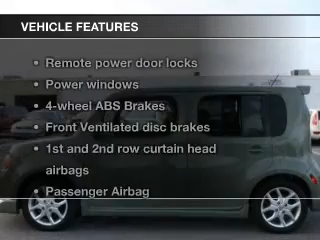 VEHICLE FEATURES
• Remote power door locks
• Power windows
• 4-wheel ABS Brakes
• Front Ventilated disc brakes
• 1st and 2nd row curtain head
airbags
• Passenger Airbag